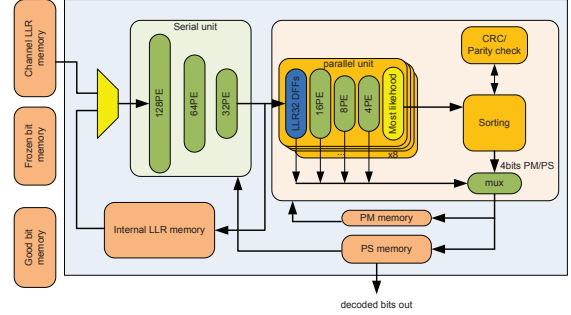 Channel LLR
memory
Frozen bit
memory
Good bit
memory
Serial unit
128PE
64PE
32PE
Internal LLR memory
parallel unit
LLR32 DFFs
16PE
8PE
4PE
Most likelihood
...
x8
CRC/
Parity check
Sorting
4bits PM/PS
mux
PM memory
PS memory
decoded bits out